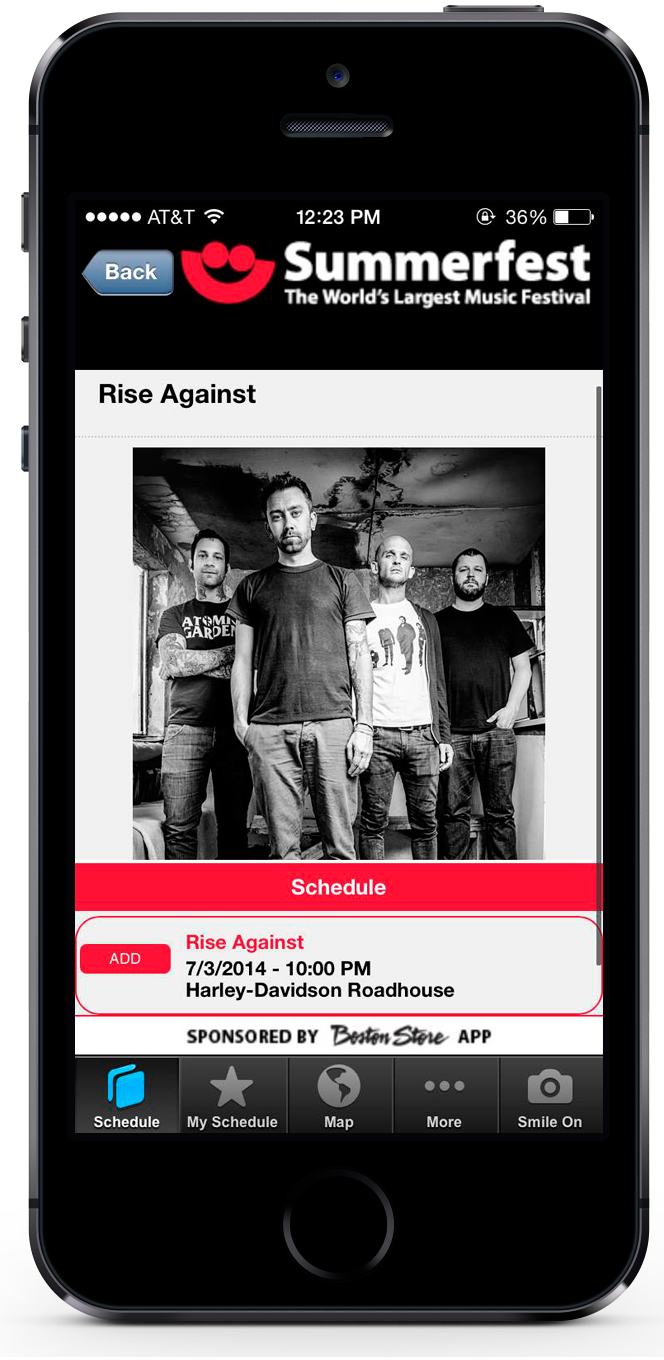 AT&T 12:23 PM 36%
Back
Summerfest
The World's Largest Music Festival
Rise Against
ATOMIC
GARDEN
Schedule
ADD
Rise Against
7/3/2014 - 10:00 PM
Harley-Davidson Roadhouse
SPONSORED BY Boston Store APP
Schedule My Schedule Map More Smile On